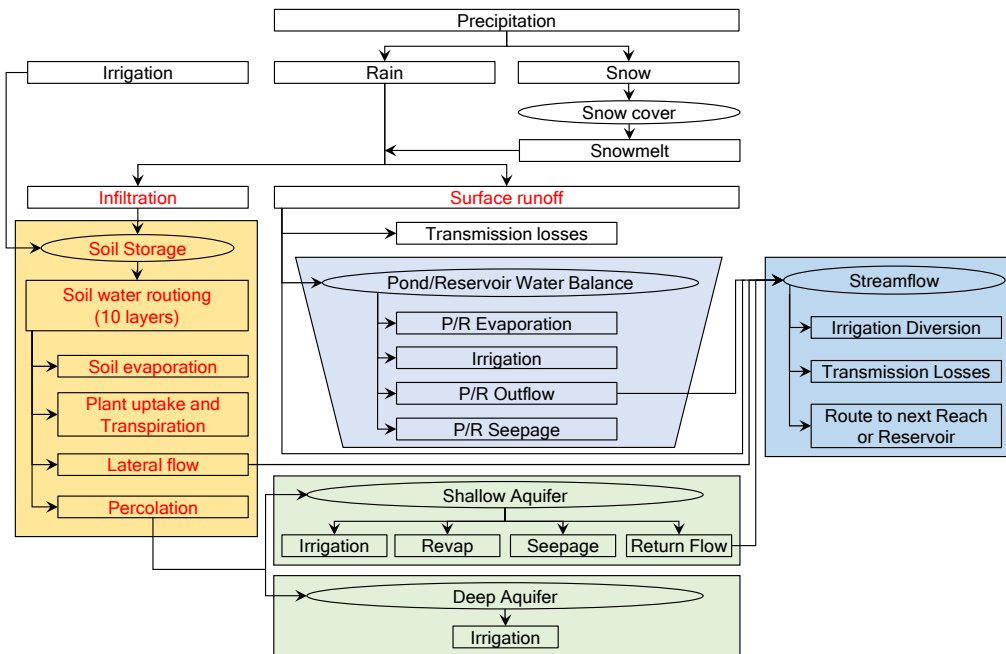 Precipitation
Irrigation
Rain
Snow
Snow cover
Snowmelt
Infiltration
Surface runoff
Transmission losses
Soil Storage
Soil water routiong
(10 layers)
Soil evaporation
Plant uptake and
Transpiration
Lateral flow
Percolation
Pond/Reservoir Water Balance
P/R Evaporation
Irrigation
P/R Outflow
P/R Seepage
Streamflow
Irrigation Diversion
Transmission Losses
Route to next Reach
or Reservoir
Shallow Aquifer
Irrigation
Revap
Seepage
Return Flow
Deep Aquifer
Irrigation